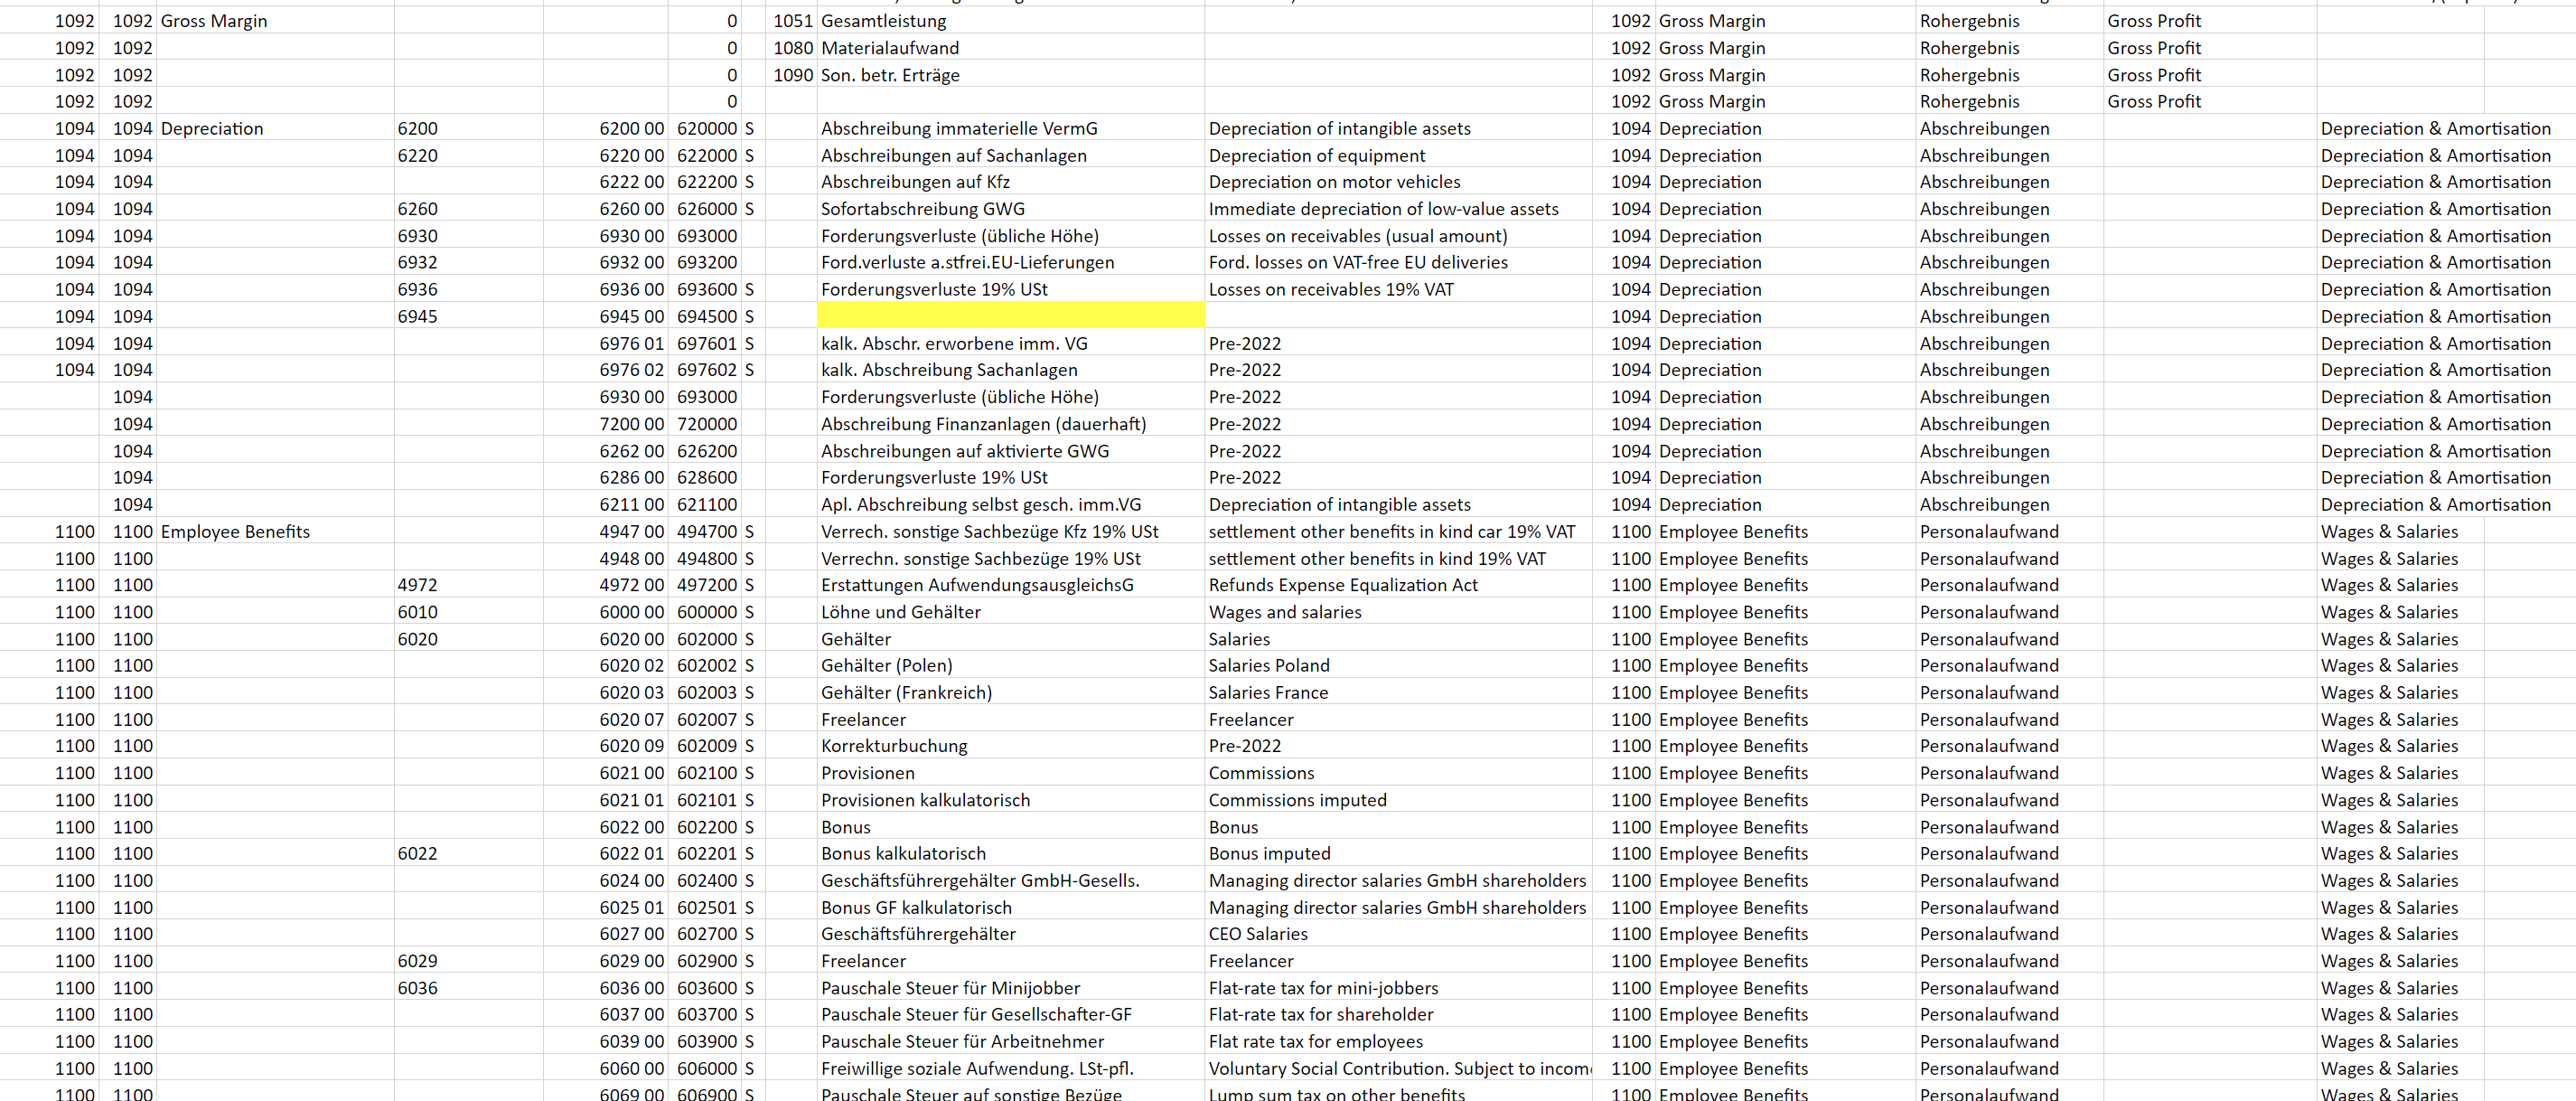 1092 1092 Gross Margin 0 1051 Gesamtleistung 1092 Gross Margin Rohergebnis Gross Profit
1092 1092 0 1080 Materialaufwand 1092 Gross Margin Rohergebnis Gross Profit
1092 1092 0 1090 Son. betr. Erträge 1092 Gross Margin Rohergebnis Gross Profit
1092 1092 0 1092 Gross Margin Rohergebnis Gross Profit
1094 1094 Depreciation 6200 6200 00 620000 S Abschreibung immaterielle VermG Depreciation of intangible assets 1094 Depreciation Abschreibungen Depreciation & Amortisation
1094 1094 6220 6220 00 622000 S Abschreibungen auf Sachanlagen Depreciation of equipment 1094 Depreciation Abschreibungen Depreciation & Amortisation
1094 1094 6222 00 622200 S Abschreibungen auf Kfz Depreciation on motor vehicles 1094 Depreciation Abschreibungen Depreciation & Amortisation
1094 1094 6260 6260 00 626000 S Sofortabschreibung GWG Immediate depreciation of low-value assets 1094 Depreciation Abschreibungen Depreciation & Amortisation
1094 1094 6930 6930 00 693000 Forderungsverluste (übliche Höhe) Losses on receivables (usual amount) 1094 Depreciation Abschreibungen Depreciation & Amortisation
1094 1094 6932 6932 00 693200 Ford.verluste a.stfrei.EU-Lieferungen Ford. losses on VAT-free EU deliveries 1094 Depreciation Abschreibungen Depreciation & Amortisation
1094 1094 6936 6936 00 693600 S Forderungsverluste 19% USt Losses on receivables 19% VAT 1094 Depreciation Abschreibungen Depreciation & Amortisation
1094 1094 6945 6945 00 694500 S 1094 Depreciation Abschreibungen Depreciation & Amortisation
1094 1094 6976 01 697601 S kalk. Abschr. erworbene imm. VG Pre-2022 1094 Depreciation Abschreibungen Depreciation & Amortisation
1094 1094 6976 02 697602 S kalk. Abschreibung Sachanlagen Pre-2022 1094 Depreciation Abschreibungen Depreciation & Amortisation
1094 6930 00 693000 Forderungsverluste (übliche Höhe) Pre-2022 1094 Depreciation Abschreibungen Depreciation & Amortisation
1094 7200 00 720000 Abschreibung Finanzanlagen (dauerhaft) Pre-2022 1094 Depreciation Abschreibungen Depreciation & Amortisation
1094 6262 00 626200 Abschreibungen auf aktivierte GWG Pre-2022 1094 Depreciation Abschreibungen Depreciation & Amortisation
1094 6286 00 628600 Forderungsverluste 19% USt Pre-2022 1094 Depreciation Abschreibungen Depreciation & Amortisation
1094 6211 00 621100 Apl. Abschreibung selbst gesch. imm.VG Depreciation of intangible assets 1094 Depreciation Abschreibungen Depreciation & Amortisation
1100 1100 Employee Benefits 4947 00 494700 S Verrech. sonstige Sachbezüge Kfz 19% USt settlement other benefits in kind car 19% VAT 1100 Employee Benefits Personalaufwand Wages & Salaries
1100 1100 4948 00 494800 S Verrechn. sonstige Sachbezüge 19% USt settlement other benefits in kind 19% VAT 1100 Employee Benefits Personalaufwand Wages & Salaries
1100 1100 4972 4972 00 497200 S Erstattungen AufwendungsausgleichsG Refunds Expense Equalization Act 1100 Employee Benefits Personalaufwand Wages & Salaries
1100 1100 6010 6000 00 600000 S Löhne und Gehälter Wages and salaries 1100 Employee Benefits Personalaufwand Wages & Salaries
1100 1100 6020 6020 00 602000 S Gehälter Salaries 1100 Employee Benefits Personalaufwand Wages & Salaries
1100 1100 6020 02 602002 S Gehälter (Polen) Salaries Poland 1100 Employee Benefits Personalaufwand Wages & Salaries
1100 1100 6020 03 602003 S Gehälter (Frankreich) Salaries France 1100 Employee Benefits Personalaufwand Wages & Salaries
1100 1100 6020 07 602007 S Freelancer Freelancer 1100 Employee Benefits Personalaufwand Wages & Salaries
1100 1100 6020 09 602009 S Korrekturbuchung Pre-2022 1100 Employee Benefits Personalaufwand Wages & Salaries
1100 1100 6021 00 602100 S Provisionen Commissions 1100 Employee Benefits Personalaufwand Wages & Salaries
1100 1100 6021 01 602101 S Provisionen kalkulatorisch Commissions imputed 1100 Employee Benefits Personalaufwand Wages & Salaries
1100 1100 6022 00 602200 S Bonus Bonus 1100 Employee Benefits Personalaufwand Wages & Salaries
1100 1100 6022 6022 01 602201 S Bonus kalkulatorisch Bonus imputed 1100 Employee Benefits Personalaufwand Wages & Salaries
1100 1100 6024 00 602400 S Geschäftsführergehälter GmbH-Gesells. Managing director salaries GmbH shareholders 1100 Employee Benefits Personalaufwand Wages & Salaries
1100 1100 6025 01 602501 S Bonus GF kalkulatorisch Managing director salaries GmbH shareholders 1100 Employee Benefits Personalaufwand Wages & Salaries
1100 1100 6027 00 602700 S Geschäftsführergehälter CEO Salaries 1100 Employee Benefits Personalaufwand Wages & Salaries
1100 1100 6029 6029 00 602900 S Freelancer Freelancer 1100 Employee Benefits Personalaufwand Wages & Salaries
1100 1100 6036 6036 00 603600 S Pauschale Steuer für Minijobber Flat-rate tax for mini-jobbers 1100 Employee Benefits Personalaufwand Wages & Salaries
1100 1100 6037 00 603700 S Pauschale Steuer für Gesellschafter-GF Flat-rate tax for shareholder 1100 Employee Benefits Personalaufwand Wages & Salaries
1100 1100 6039 00 603900 S Pauschale Steuer für Arbeitnehmer Flat rate tax for employees 1100 Employee Benefits Personalaufwand Wages & Salaries
1100 1100 6060 00 606000 S Freiwillige soziale Aufwendung. LSt-pfl. Voluntary Social Contribution. Subject to incom 1100 Employee Benefits Personalaufwand Wages & Salaries
1100 1100 6069 00 606900 S Pauschale Steuer auf sonstige Bezüge Lump sum tax on other benefits 1100 Employee Benefits Personalaufwand Wages & Salaries